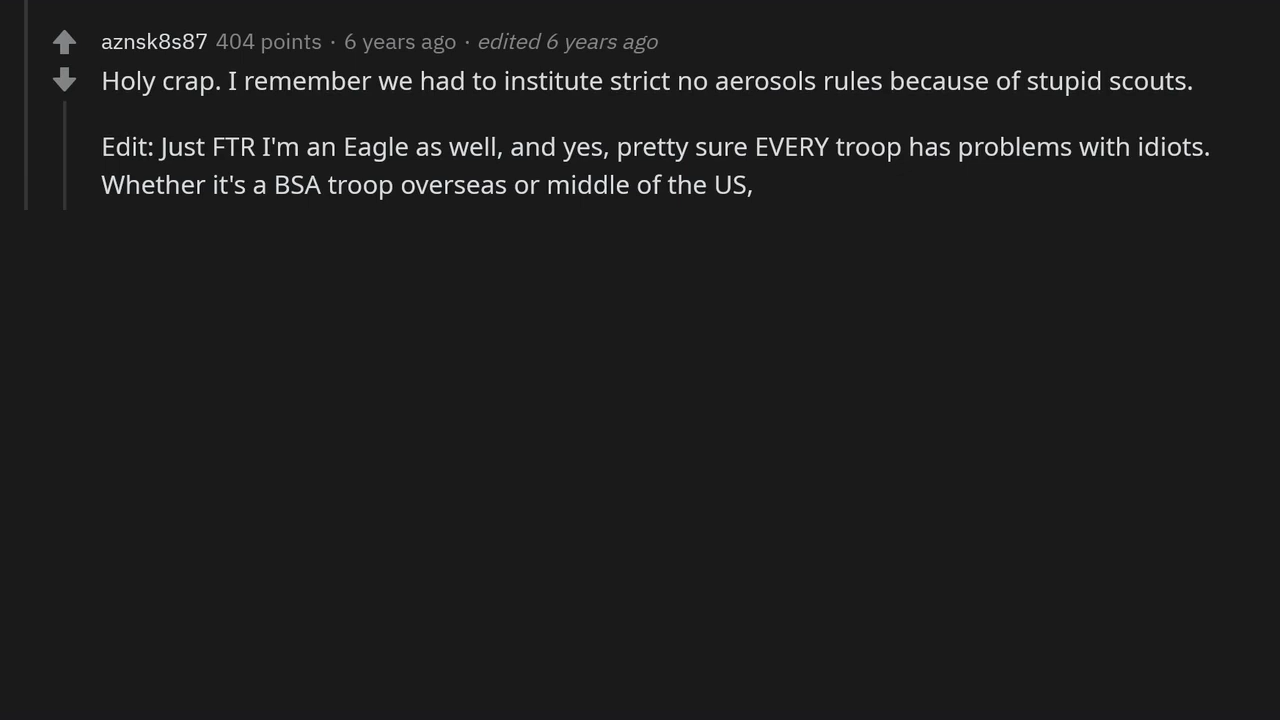 aznsk8s87 404 points · 6 years ago · edited 6 years ago
Holy crap. I remember we had to institute strict no aerosols rules because of stupid scouts.
Edit: Just FTR I'm an Eagle as well, and yes, pretty sure EVERY troop has problems with idiots.
Whether it's a BSA troop overseas or middle of the US,